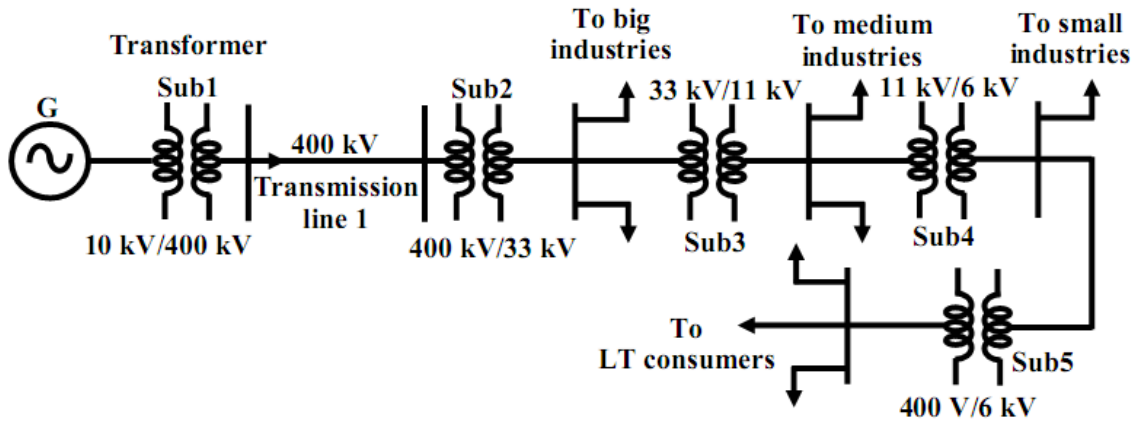 Transformer
G
Sub1
10 kV/400 kV
400 kV
Transmission
line 1
Sub2
400 kV/33 kV
To big
industries
33 kV/11 kV
Sub3
To medium
industries
11 kV/6 kV
Sub4
To small
industries
To
LT consumers
Sub5
400 V/6 kV